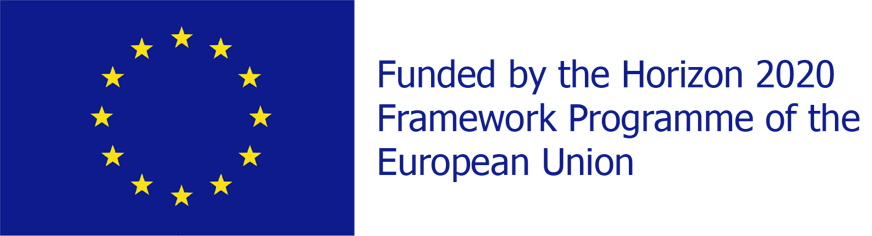 Funded by the Horizon 2020
Framework Programme of the
European Union